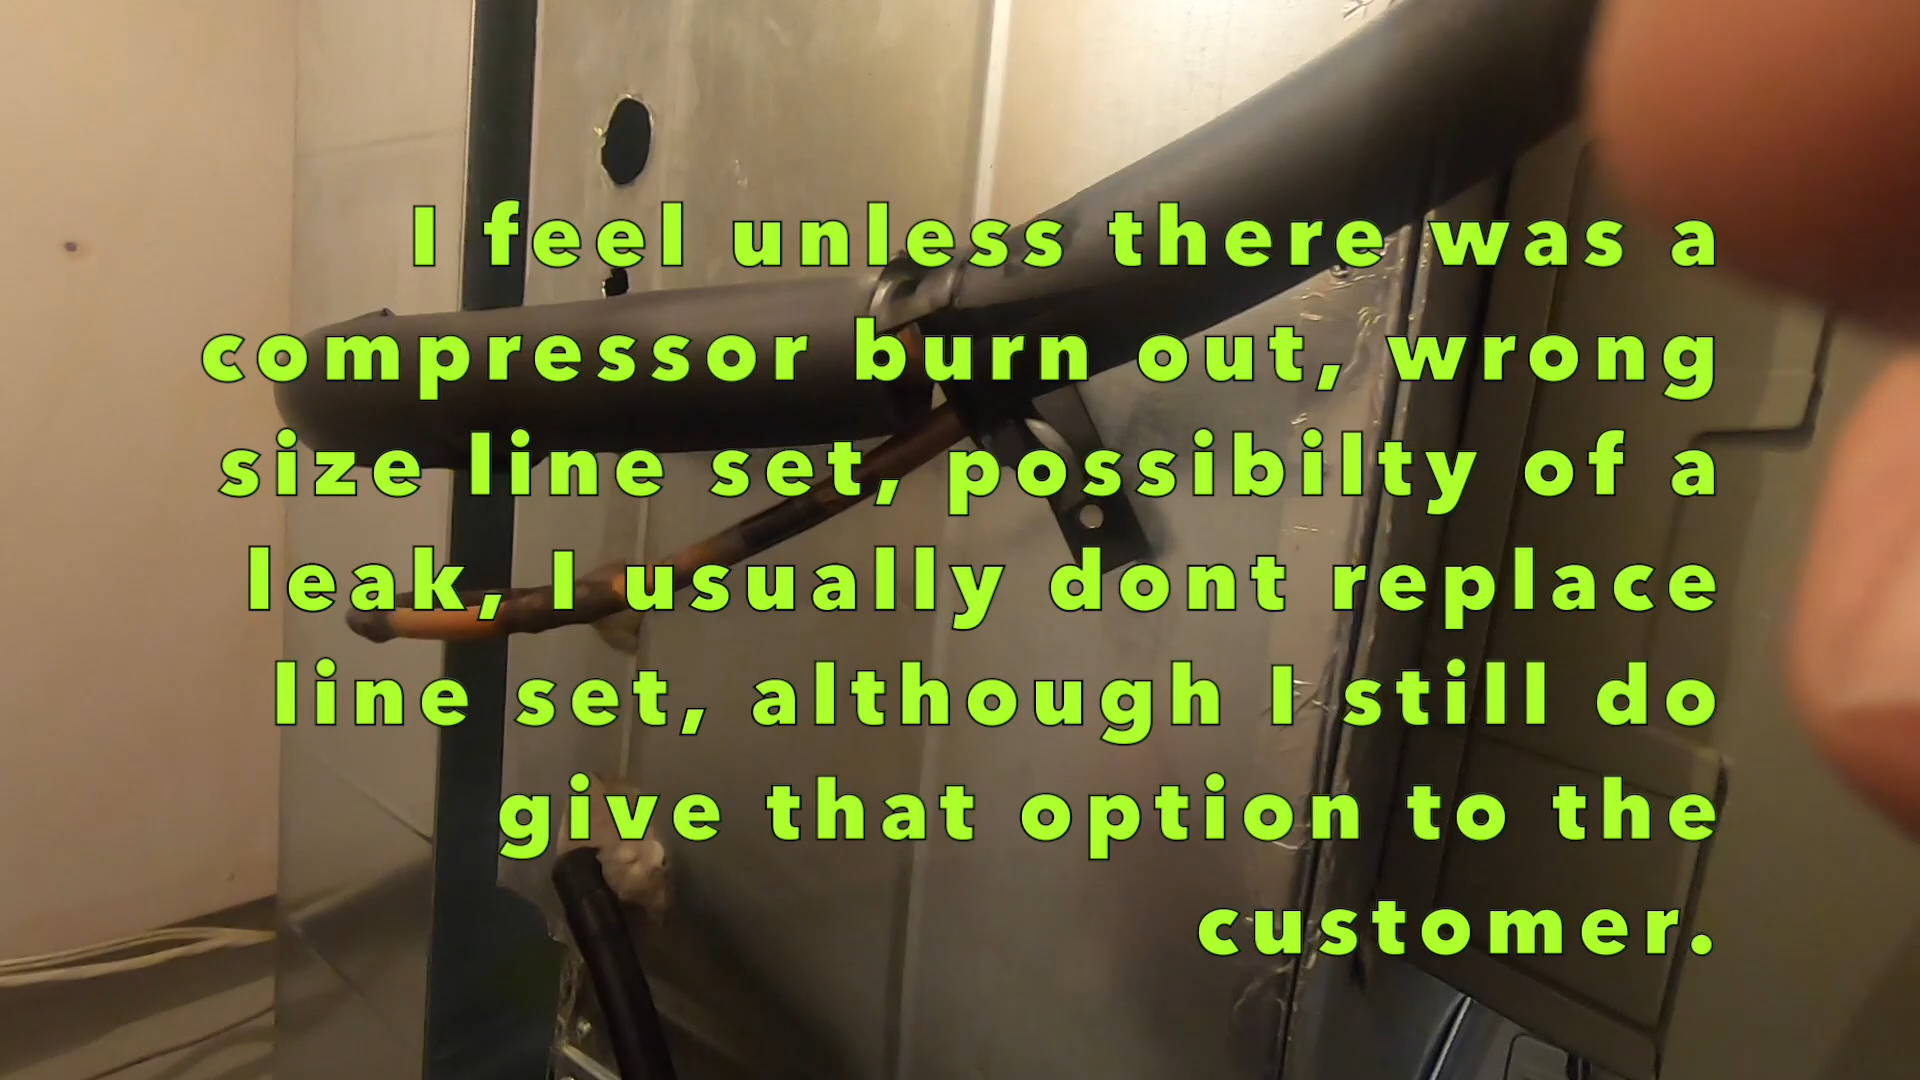 I feel unless there was a
compressor burn out, wrong
size line set, possibilty of a
leak, I usually dont replace
line set, although I still do
give that option to the
customer.